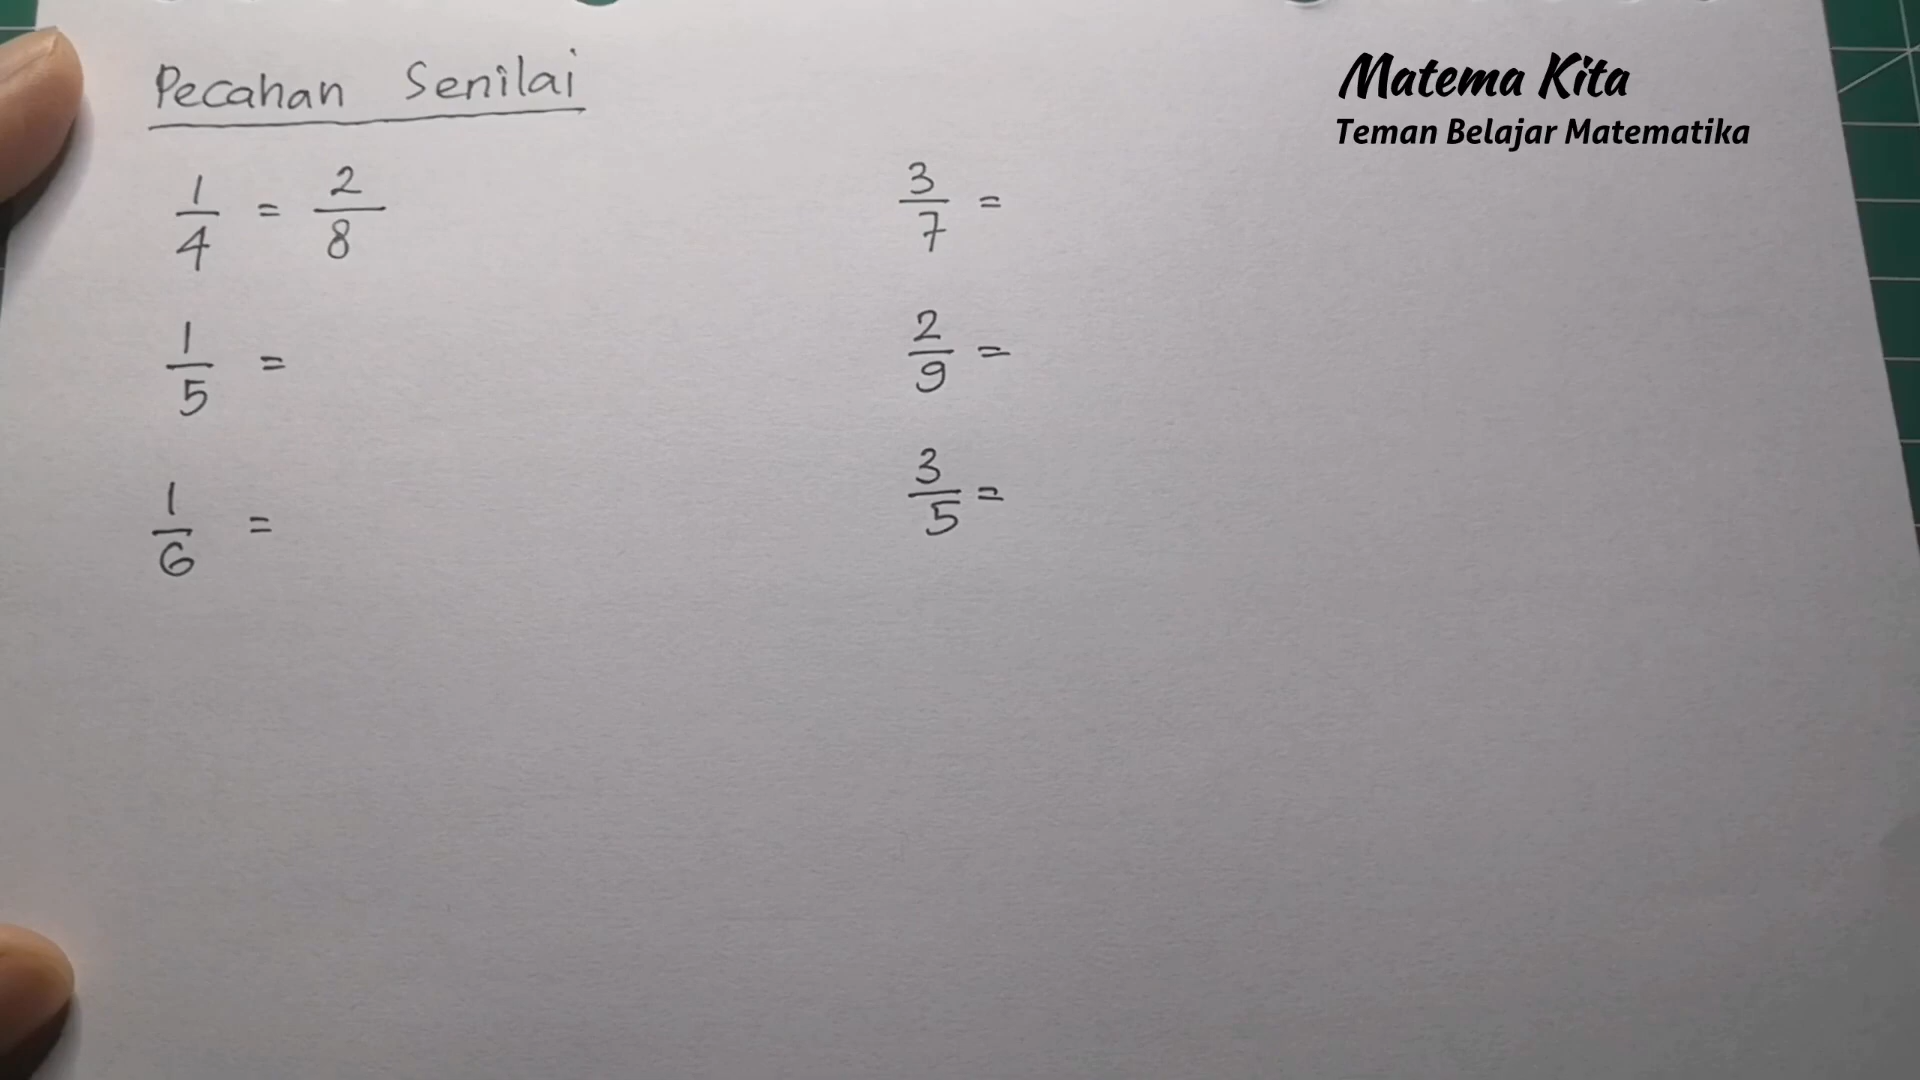 Pecahan Senilai
1/4 = 2/8
1/5 =
1/6 =
3/7 =
2/9 =
3/5 =
Matema Kita
Teman Belajar Matematika